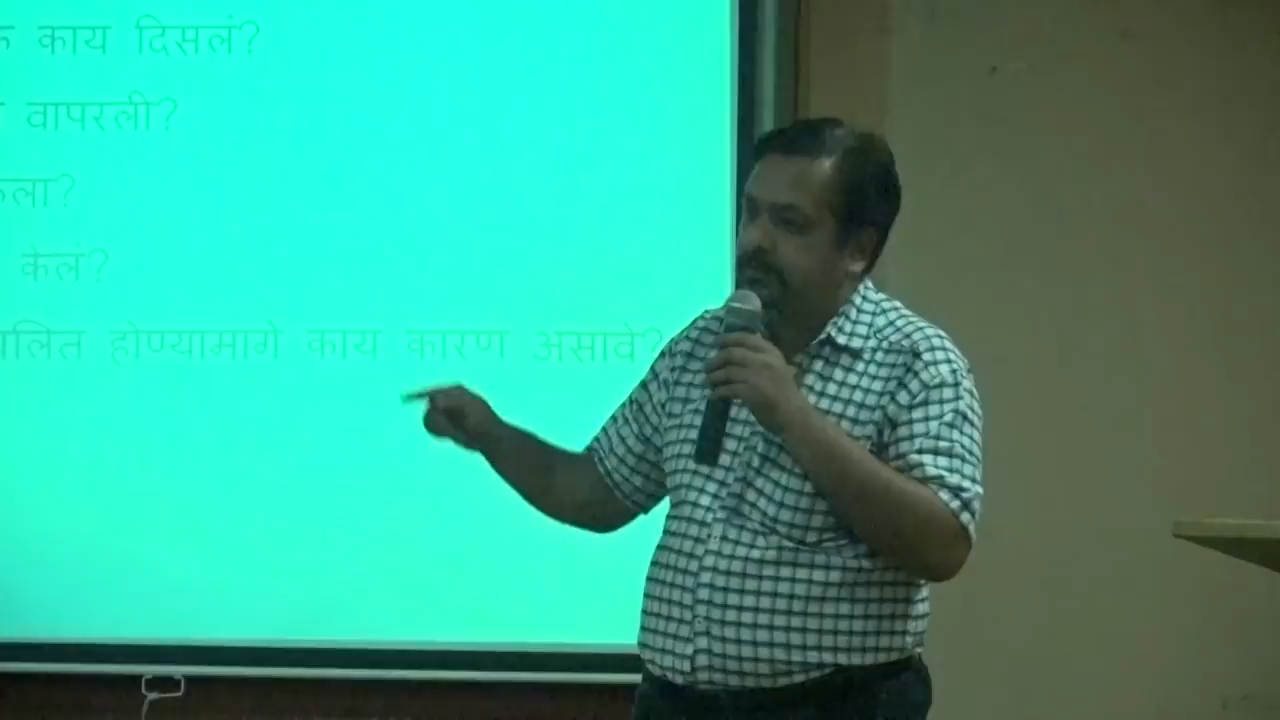 काय दिसलं?
वापरली?
केलं?
होण्यामागे काय कारण असावे?